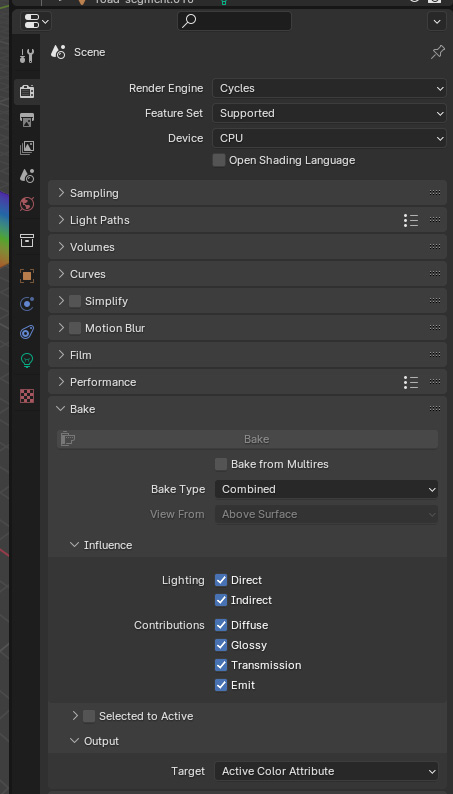 road_segment.016
Scene
Render Engine Cycles
Feature Set Supported
Device CPU
Open Shading Language
Sampling
Light Paths
Volumes
Curves
Simplify
Motion Blur
Film
Performance
Bake
Bake
Bake from Multires
Bake Type Combined
View From Above Surface
Influence
Lighting Direct
Indirect
Contributions Diffuse
Glossy
Transmission
Emit
Selected to Active
Output
Target Active Color Attribute